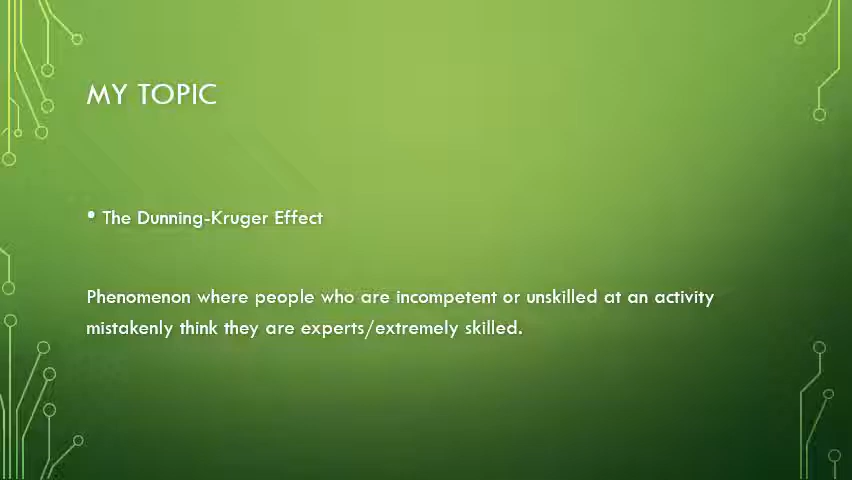 MY TOPIC
• The Dunning-Kruger Effect
Phenomenon where people who are incompetent or unskilled at an activity
mistakenly think they are experts/extremely skilled.